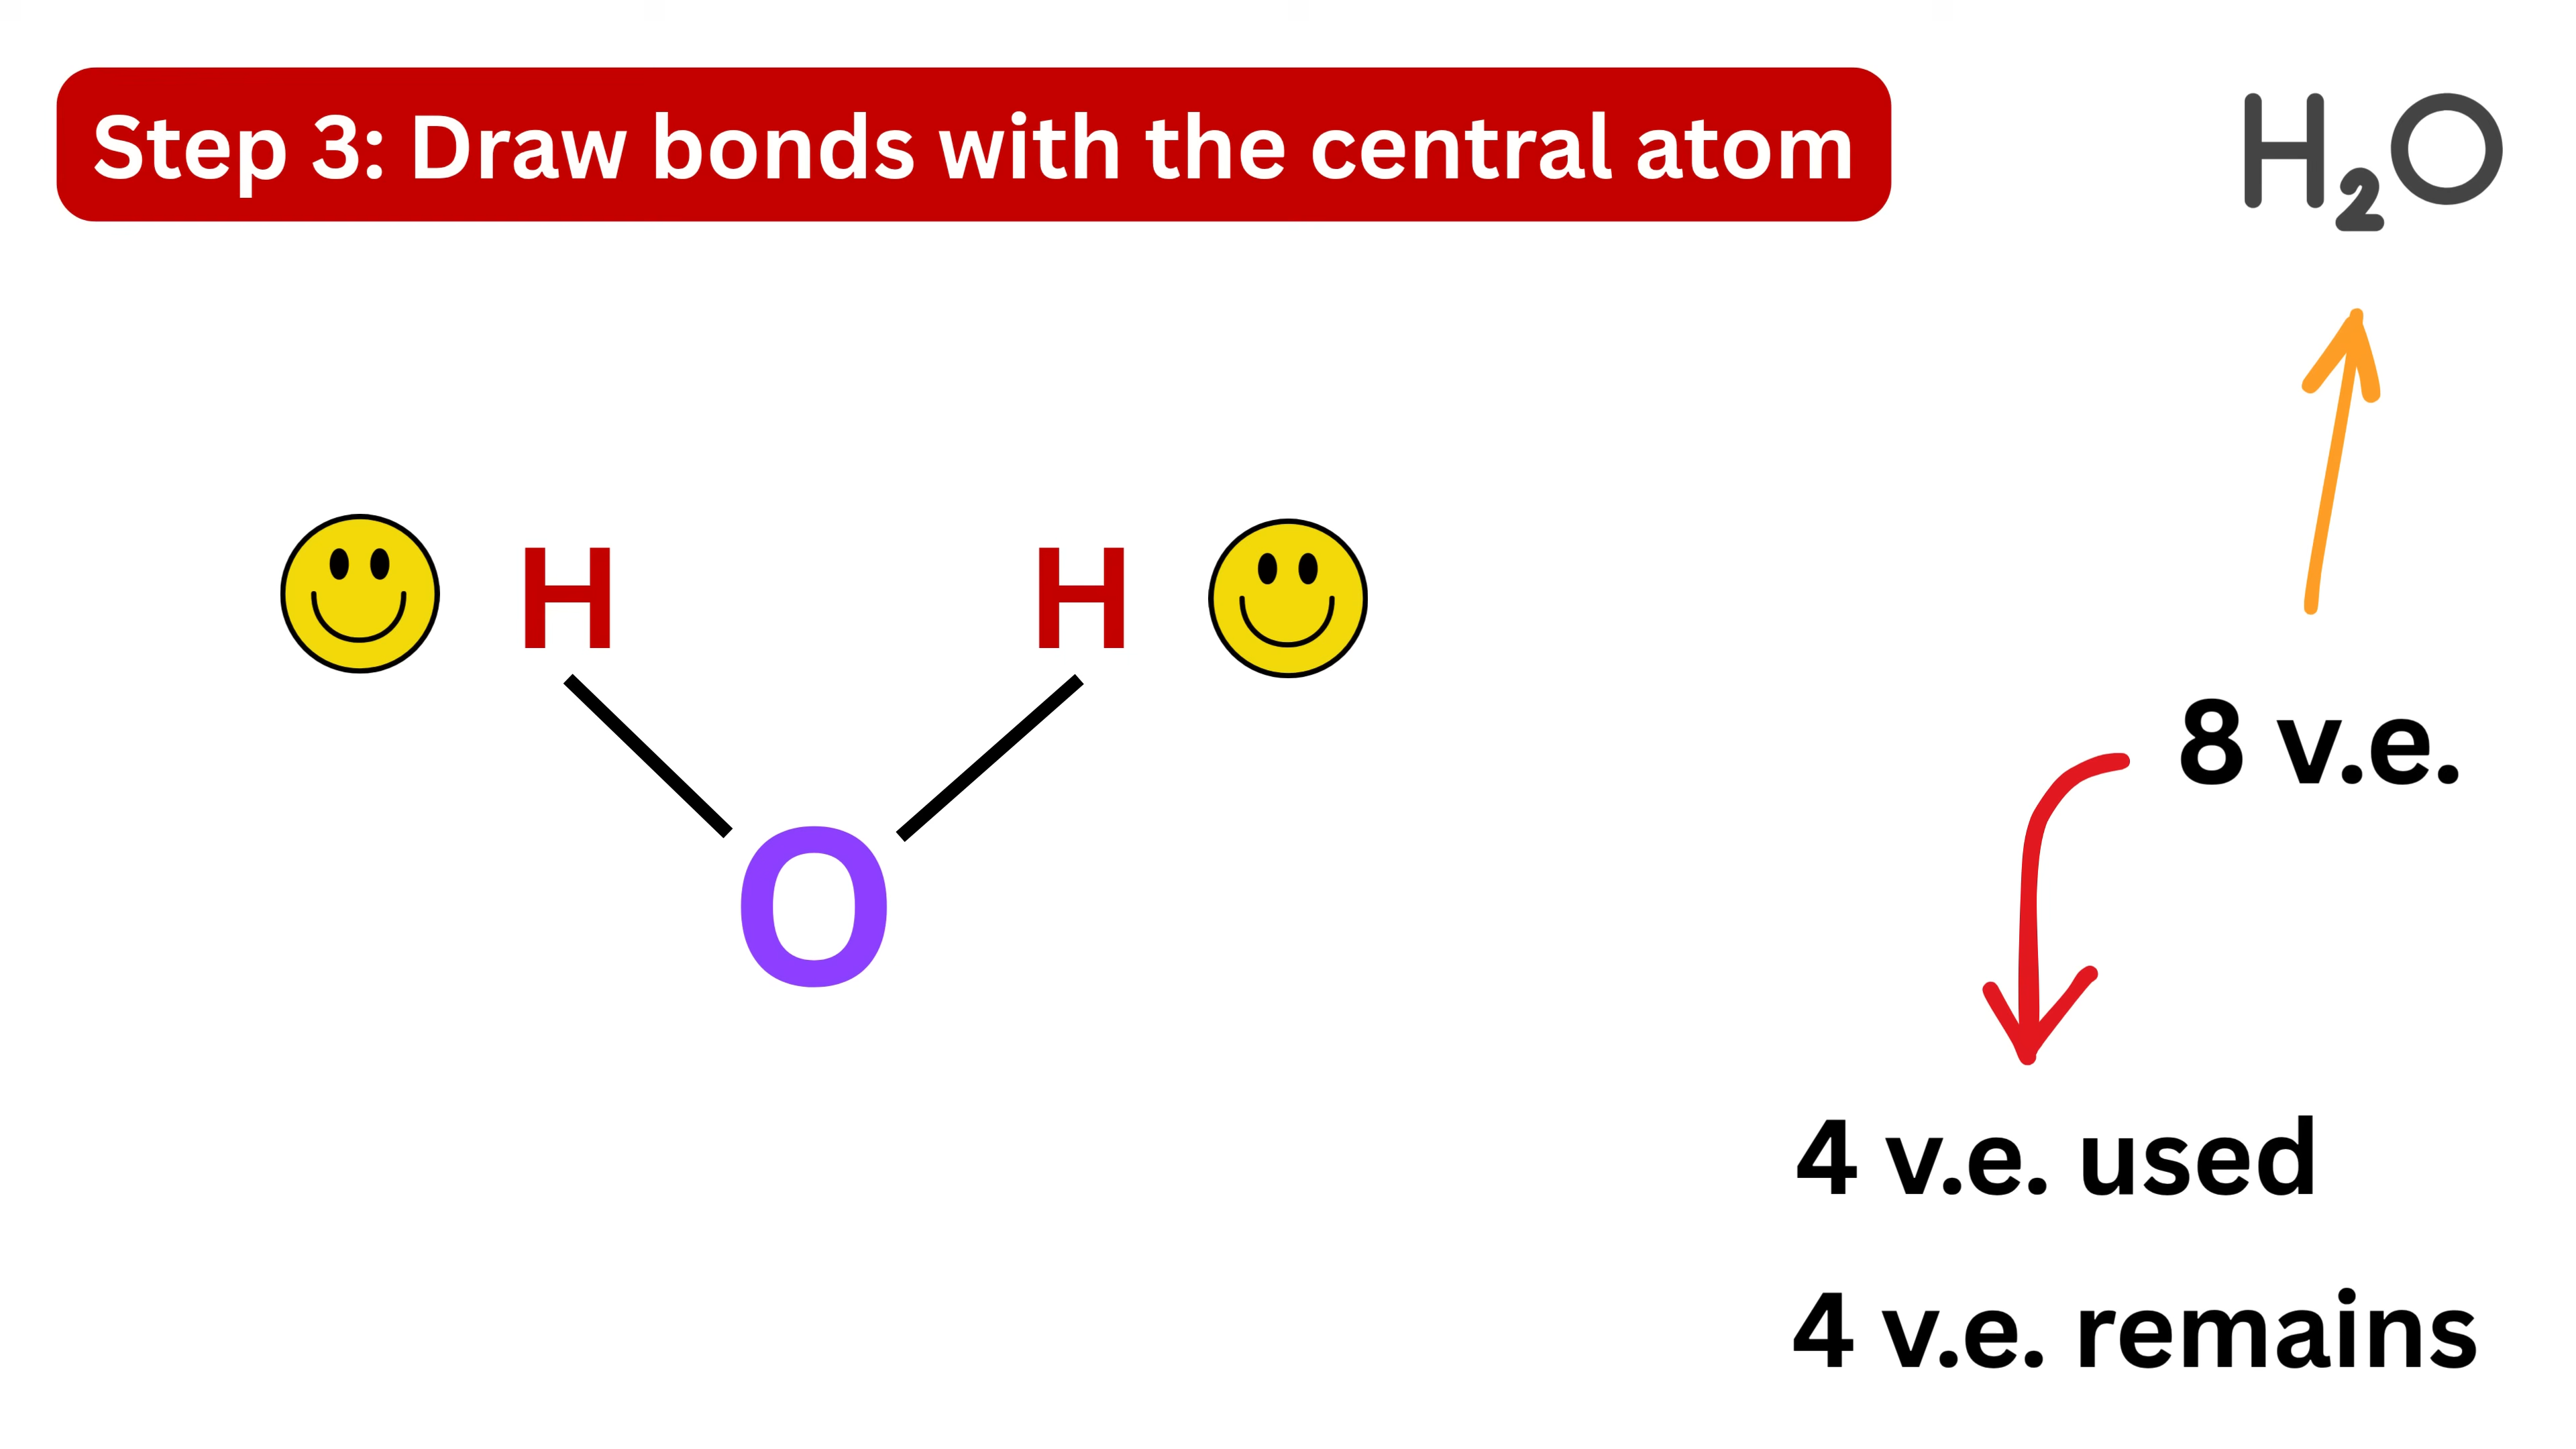 Step 3: Draw bonds with the central atom
H₂O
H H
O
8 v.e.
4 v.e. used
4 v.e. remains